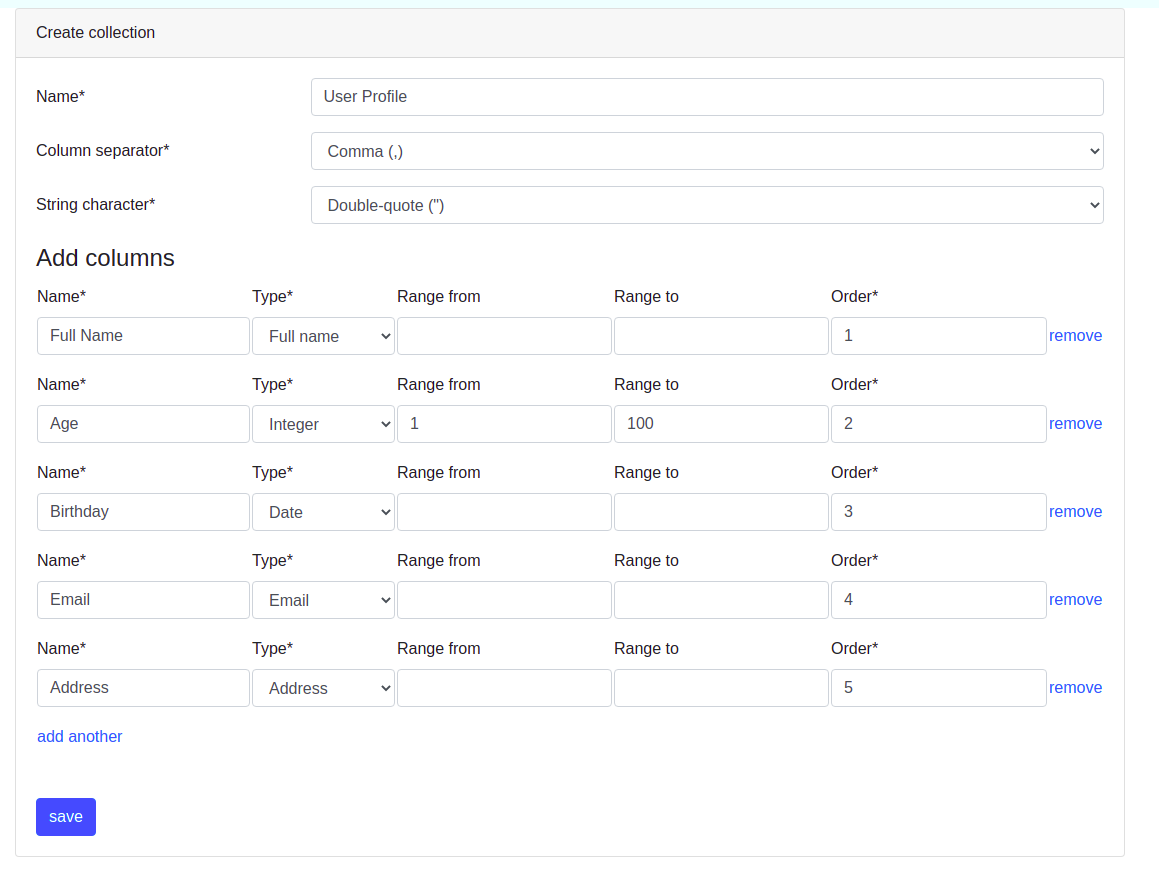 Create collection
Name* User Profile
Column separator* Comma (,)
String character* Double-quote (")
Add columns
Name* Type* Range from Range to Order*
Full Name Full name 1 remove
Name* Type* Range from Range to Order*
Age Integer 1 100 2 remove
Name* Type* Range from Range to Order*
Birthday Date 3 remove
Name* Type* Range from Range to Order*
Email Email 4 remove
Name* Type* Range from Range to Order*
Address Address 5 remove
add another
save